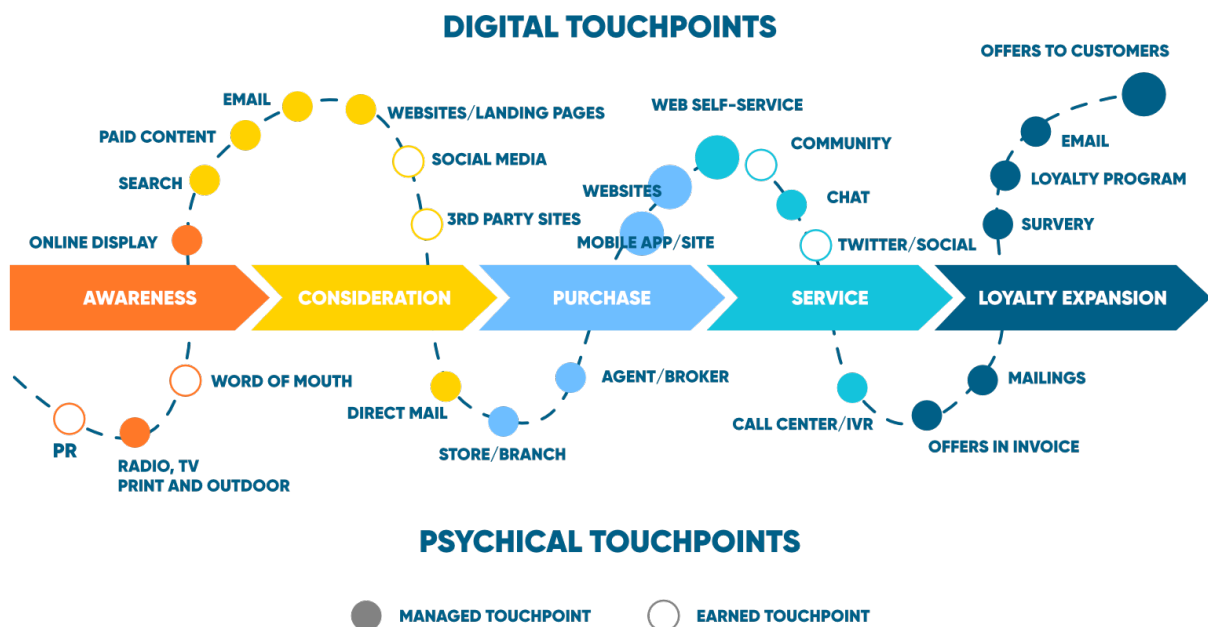 DIGITAL TOUCHPOINTS
OFFERS TO CUSTOMERS
EMAIL
WEBSITES/LANDING PAGES
WEB SELF-SERVICE
PAID CONTENT
COMMUNITY
EMAIL
SOCIAL MEDIA
SEARCH
WEBSITES
CHAT
LOYALTY PROGRAM
3RD PARTY SITES
SURVERY
ONLINE DISPLAY
MOBILE APP/SITE
TWITTER/SOCIAL
AWARENESS
CONSIDERATION
PURCHASE
SERVICE
LOYALTY EXPANSION
WORD OF MOUTH
AGENT/BROKER
MAILINGS
DIRECT MAIL
CALL CENTER/IVR
PR
STORE/BRANCH
OFFERS IN INVOICE
RADIO, TV
PRINT AND OUTDOOR
PSYCHICAL TOUCHPOINTS
MANAGED TOUCHPOINT
EARNED TOUCHPOINT